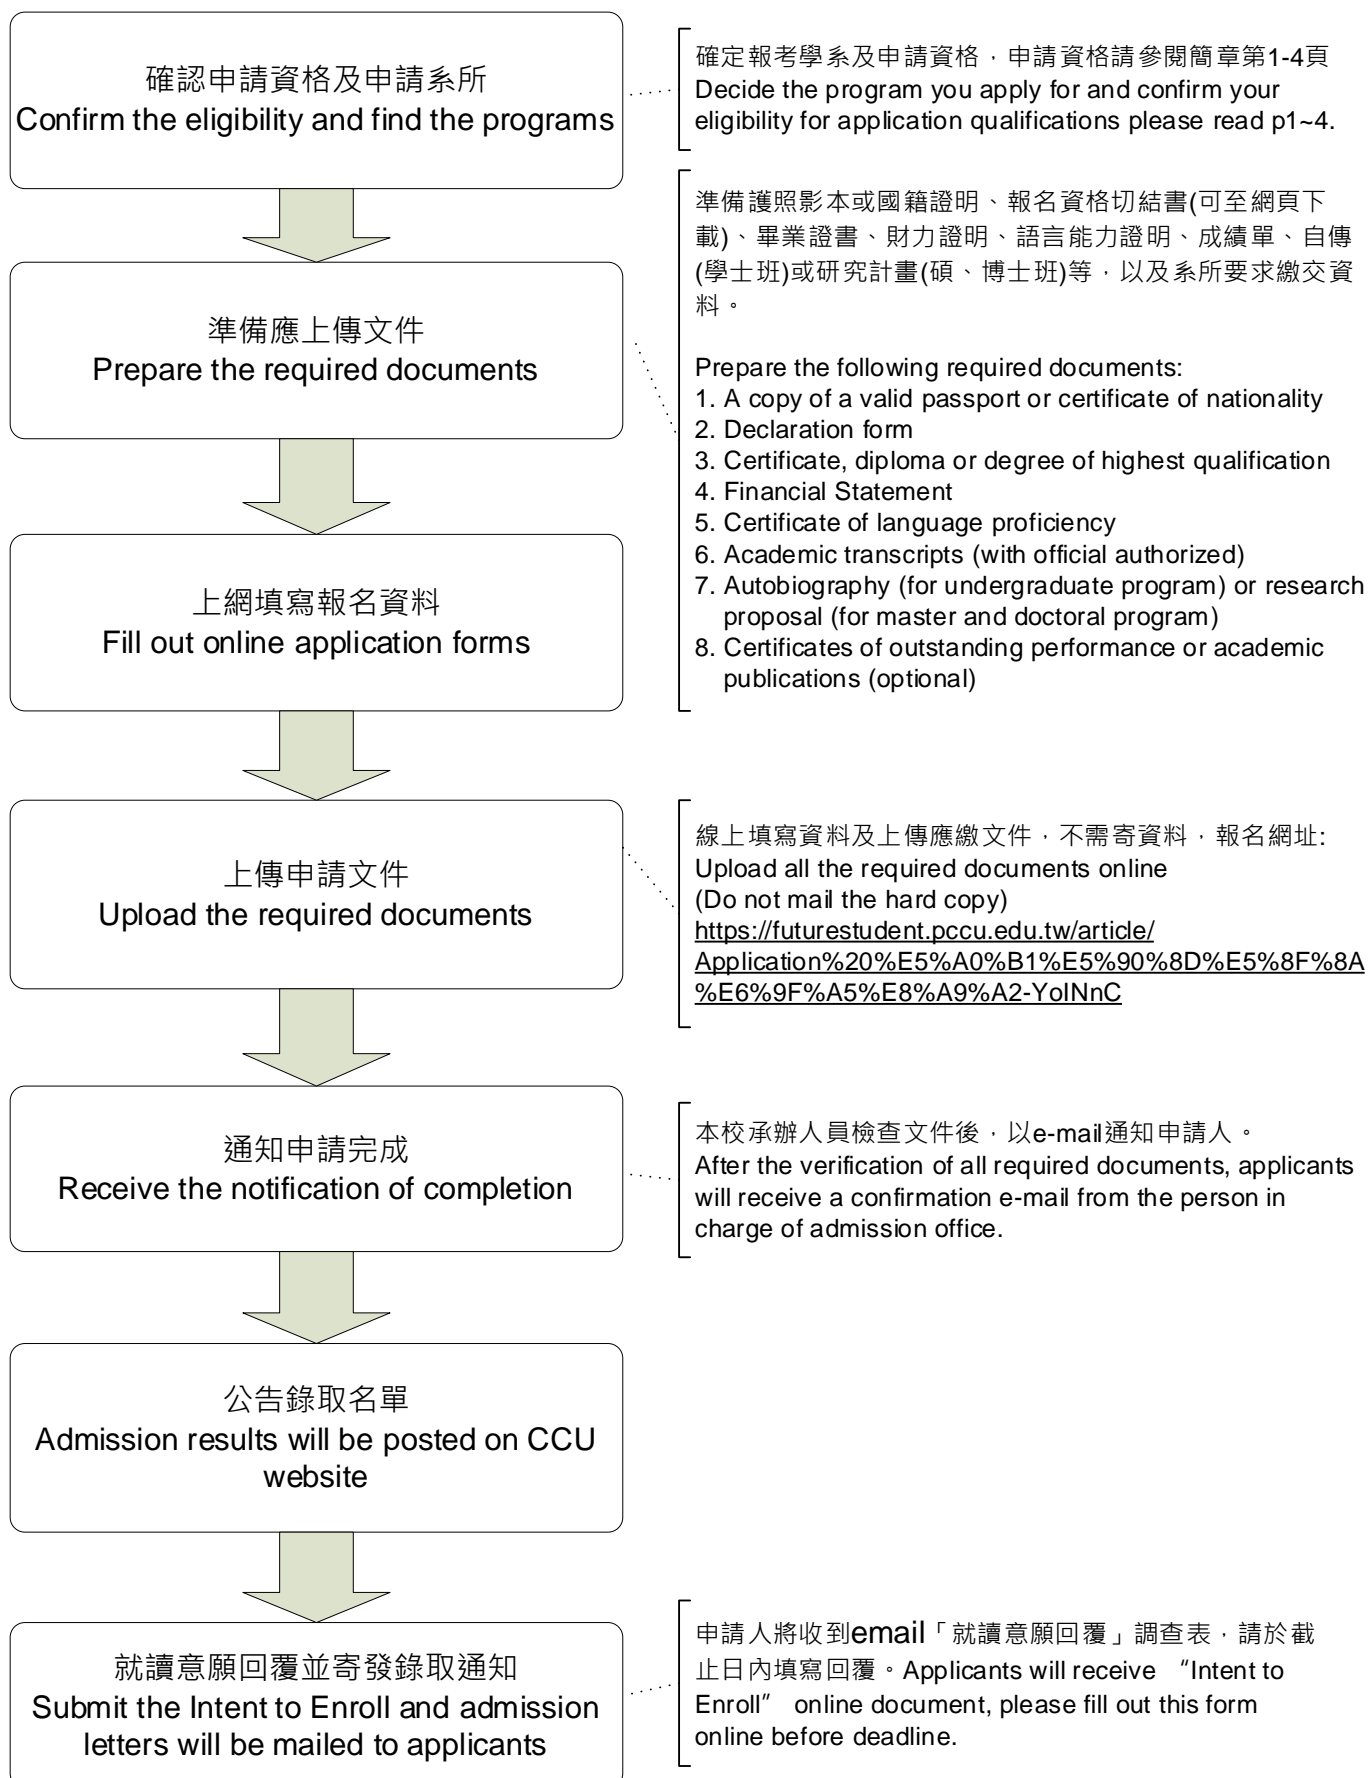 確認申請資格及申請系所
Confirm the eligibility and find the programs
確定報考學系及申請資格，申請資格請參閱簡章第1-4頁
Decide the program you apply for and confirm your
eligibility for application qualifications please read p1~4.
準備應上傳文件
Prepare the required documents
準備護照影本或國籍證明、報名資格切結書(可至網頁下
載)、畢業證書、財力證明、語言能力證明、成績單、自傳
(學士班)或研究計畫(碩、博士班)等，以及系所要求繳交資
料。
Prepare the following required documents:
1. A copy of a valid passport or certificate of nationality
2. Declaration form
3. Certificate, diploma or degree of highest qualification
4. Financial Statement
5. Certificate of language proficiency
6. Academic transcripts (with official authorized)
7. Autobiography (for undergraduate program) or research
proposal (for master and doctoral program)
8. Certificates of outstanding performance or academic
publications (optional)
上網填寫報名資料
Fill out online application forms
上傳申請文件
Upload the required documents
線上填寫資料及上傳應繳文件，不需寄資料，報名網址:
Upload all the required documents online
(Do not mail the hard copy)
https://futurestudent.pccu.edu.tw/article/
Application%20%E5%A0%B1%E5%90%8D%E5%8F%8A
%E6%9F%A5%E8%A9%A2-YoINnC
通知申請完成
Receive the notification of completion
本校承辦人員檢查文件後，以e-mail通知申請人。
After the verification of all required documents, applicants
will receive a confirmation e-mail from the person in
charge of admission office.
公告錄取名單
Admission results will be posted on CCU
website
就讀意願回覆並寄發錄取通知
Submit the Intent to Enroll and admission
letters will be mailed to applicants
申請人將收到email「就讀意願回覆」調查表，請於截
止日內填寫回覆。Applicants will receive “Intent to
Enroll” online document, please fill out this form
online before deadline.